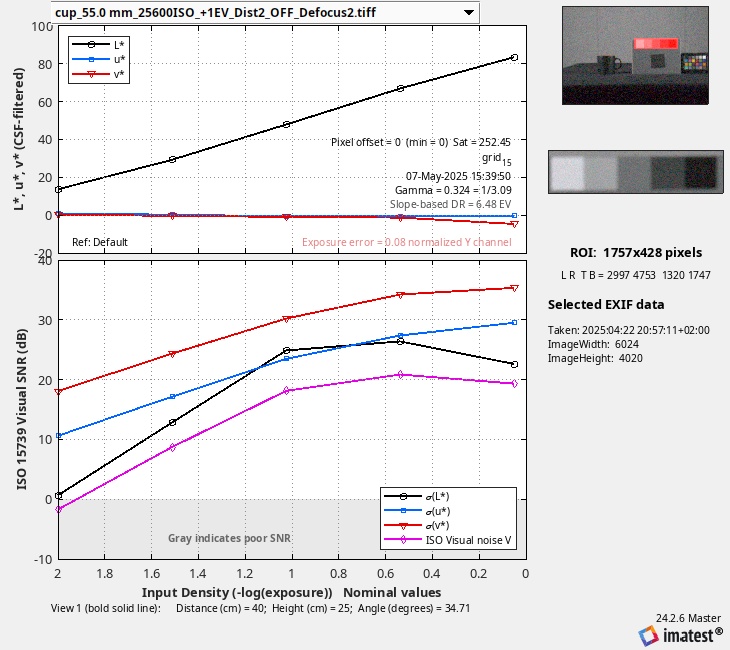 cup_55.0 mm_25600ISO_+1EV_Dist2_OFF_Defocus2.tiff
L*, u*, v* (CSF-filtered)
100
80
60
40
20
0
-20
L*
u*
v*
Pixel offset = 0 (min = 0) Sat = 252.45
grid15
07-May-2025 15:39:50
Gamma = 0.324 = 1/3.09
Slope-based DR = 6.48 EV
Ref: Default
Exposure error = 0.08 normalized Y channel
ISO 15739 Visual SNR (dB)
40
30
20
10
0
-10
σ(L*)
σ(u*)
σ(v*)
ISO Visual noise V
Gray indicates poor SNR
2 1.8 1.6 1.4 1.2 1 0.8 0.6 0.4 0.2 0
Input Density (-log(exposure)) Nominal values
View 1 (bold solid line): Distance (cm) = 40; Height (cm) = 25; Angle (degrees) = 34.71
ROI: 1757x428 pixels
L R T B = 2997 4753 1320 1747
Selected EXIF data
Taken: 2025:04:22 20:57:11+02:00
ImageWidth: 6024
ImageHeight: 4020
24.2.6 Master
imatest®